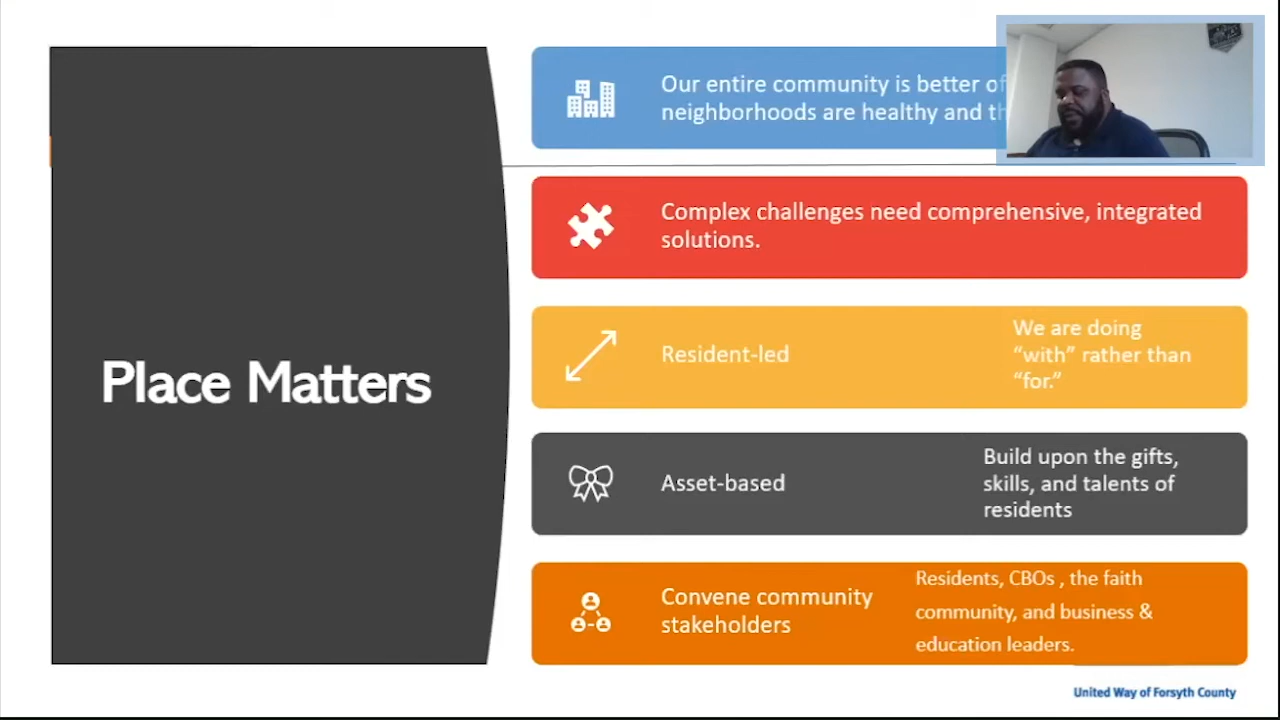 Place Matters
Our entire community is better
neighborhoods are healthy and
Complex challenges need comprehensive, integrated
solutions.
Resident-led
We are doing
“with” rather than
“for.”
Asset-based
Build upon the gifts,
skills, and talents of
residents
Convene community
stakeholders
Residents, CBOs , the faith
community, and business &
education leaders.
United Way of Forsyth County